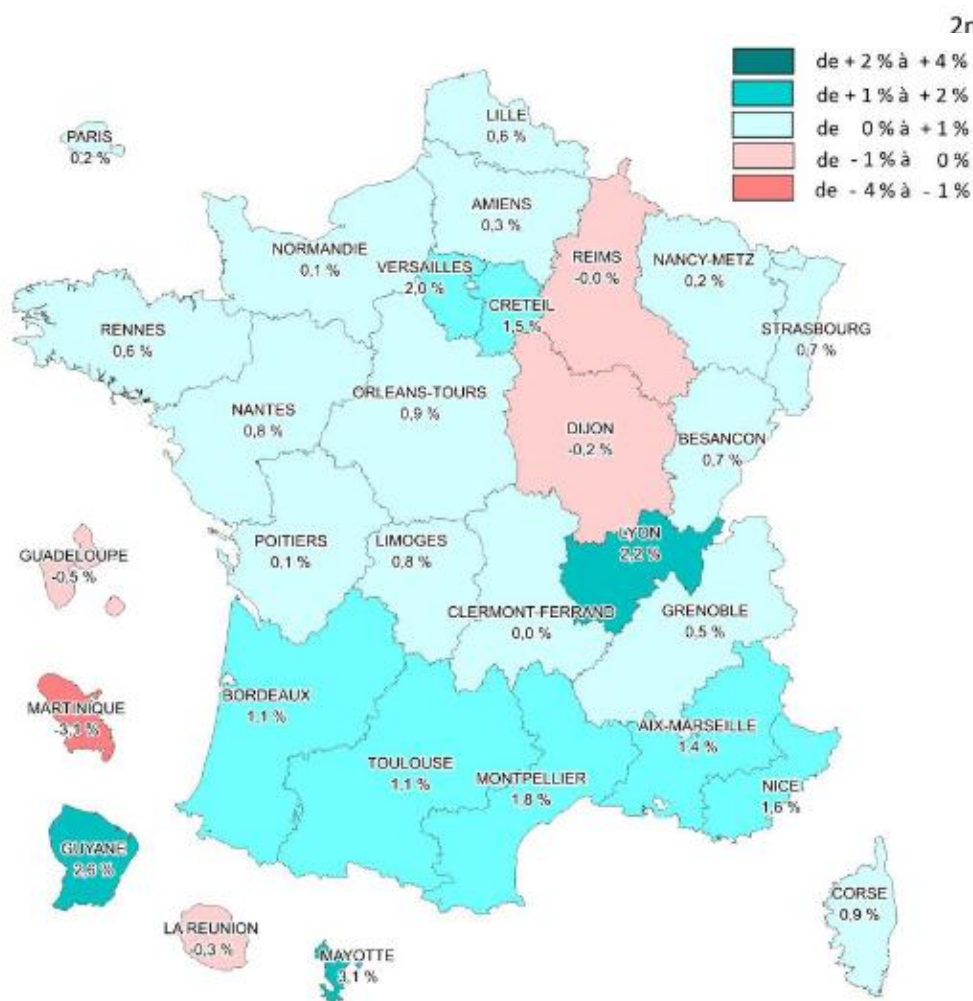 2n
de + 2 % à + 4 %
de + 1 % à + 2 %
de 0 % à + 1 %
de - 1 % à 0 %
de - 4 % à - 1 %
PARIS
0,2 %
LILLE
0,6 %
AMIENS
0,3 %
NORMANDIE
0,1 %
VERSAILLES
2,0 %
CRETEIL
1,5 %
REIMS
-0,0 %
NANCY-METZ
0,2 %
STRASBOURG
0,7 %
RENNES
0,6 %
NANTES
0,8 %
ORLEANS-TOURS
0,9 %
DIJON
-0,2 %
BESANCON
0,7 %
POITIERS
0,1 %
LIMOGES
0,8 %
CLERMONT-FERRAND
0,0 %
LYON
2,2 %
GRENOBLE
0,5 %
GUADELOUPE
-0,5 %
MARTINIQUE
-3,1 %
BORDEAUX
1,1 %
TOULOUSE
1,1 %
MONTPELLIER
1,8 %
AIX-MARSEILLE
1,4 %
NICEI
1,6 %
GUYANE
2,6 %
LA REUNION
-0,3 %
MAYOTTE
3,1 %
CORSE
0,9 %